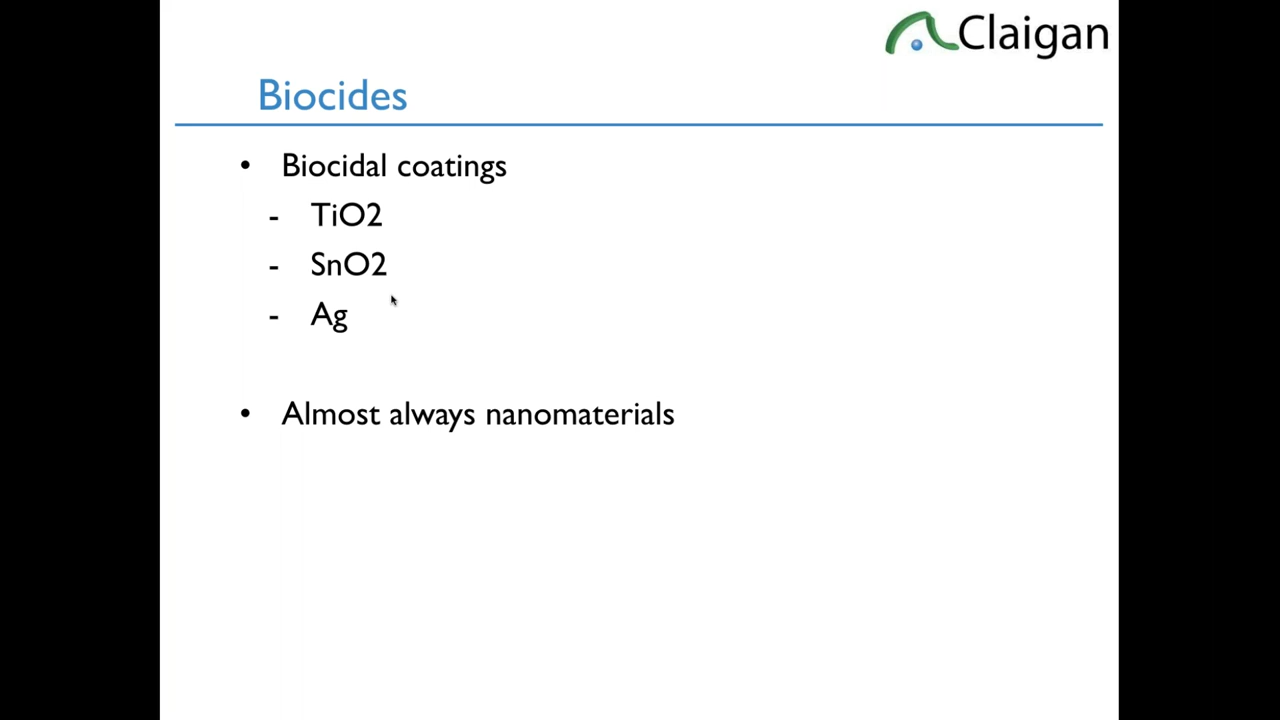 Claigan
Biocides
• Biocidal coatings
- TiO2
- SnO2
- Ag
• Almost always nanomaterials